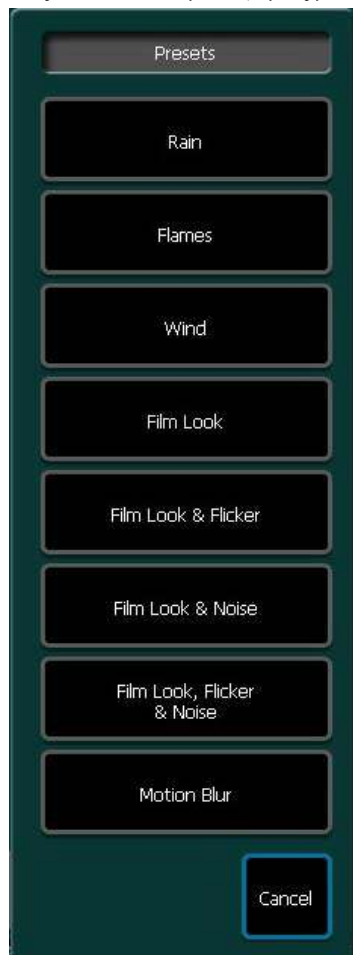 Presets
Rain
Flames
Wind
Film Look
Film Look & Flicker
Film Look & Noise
Film Look, Flicker
& Noise
Motion Blur
Cancel